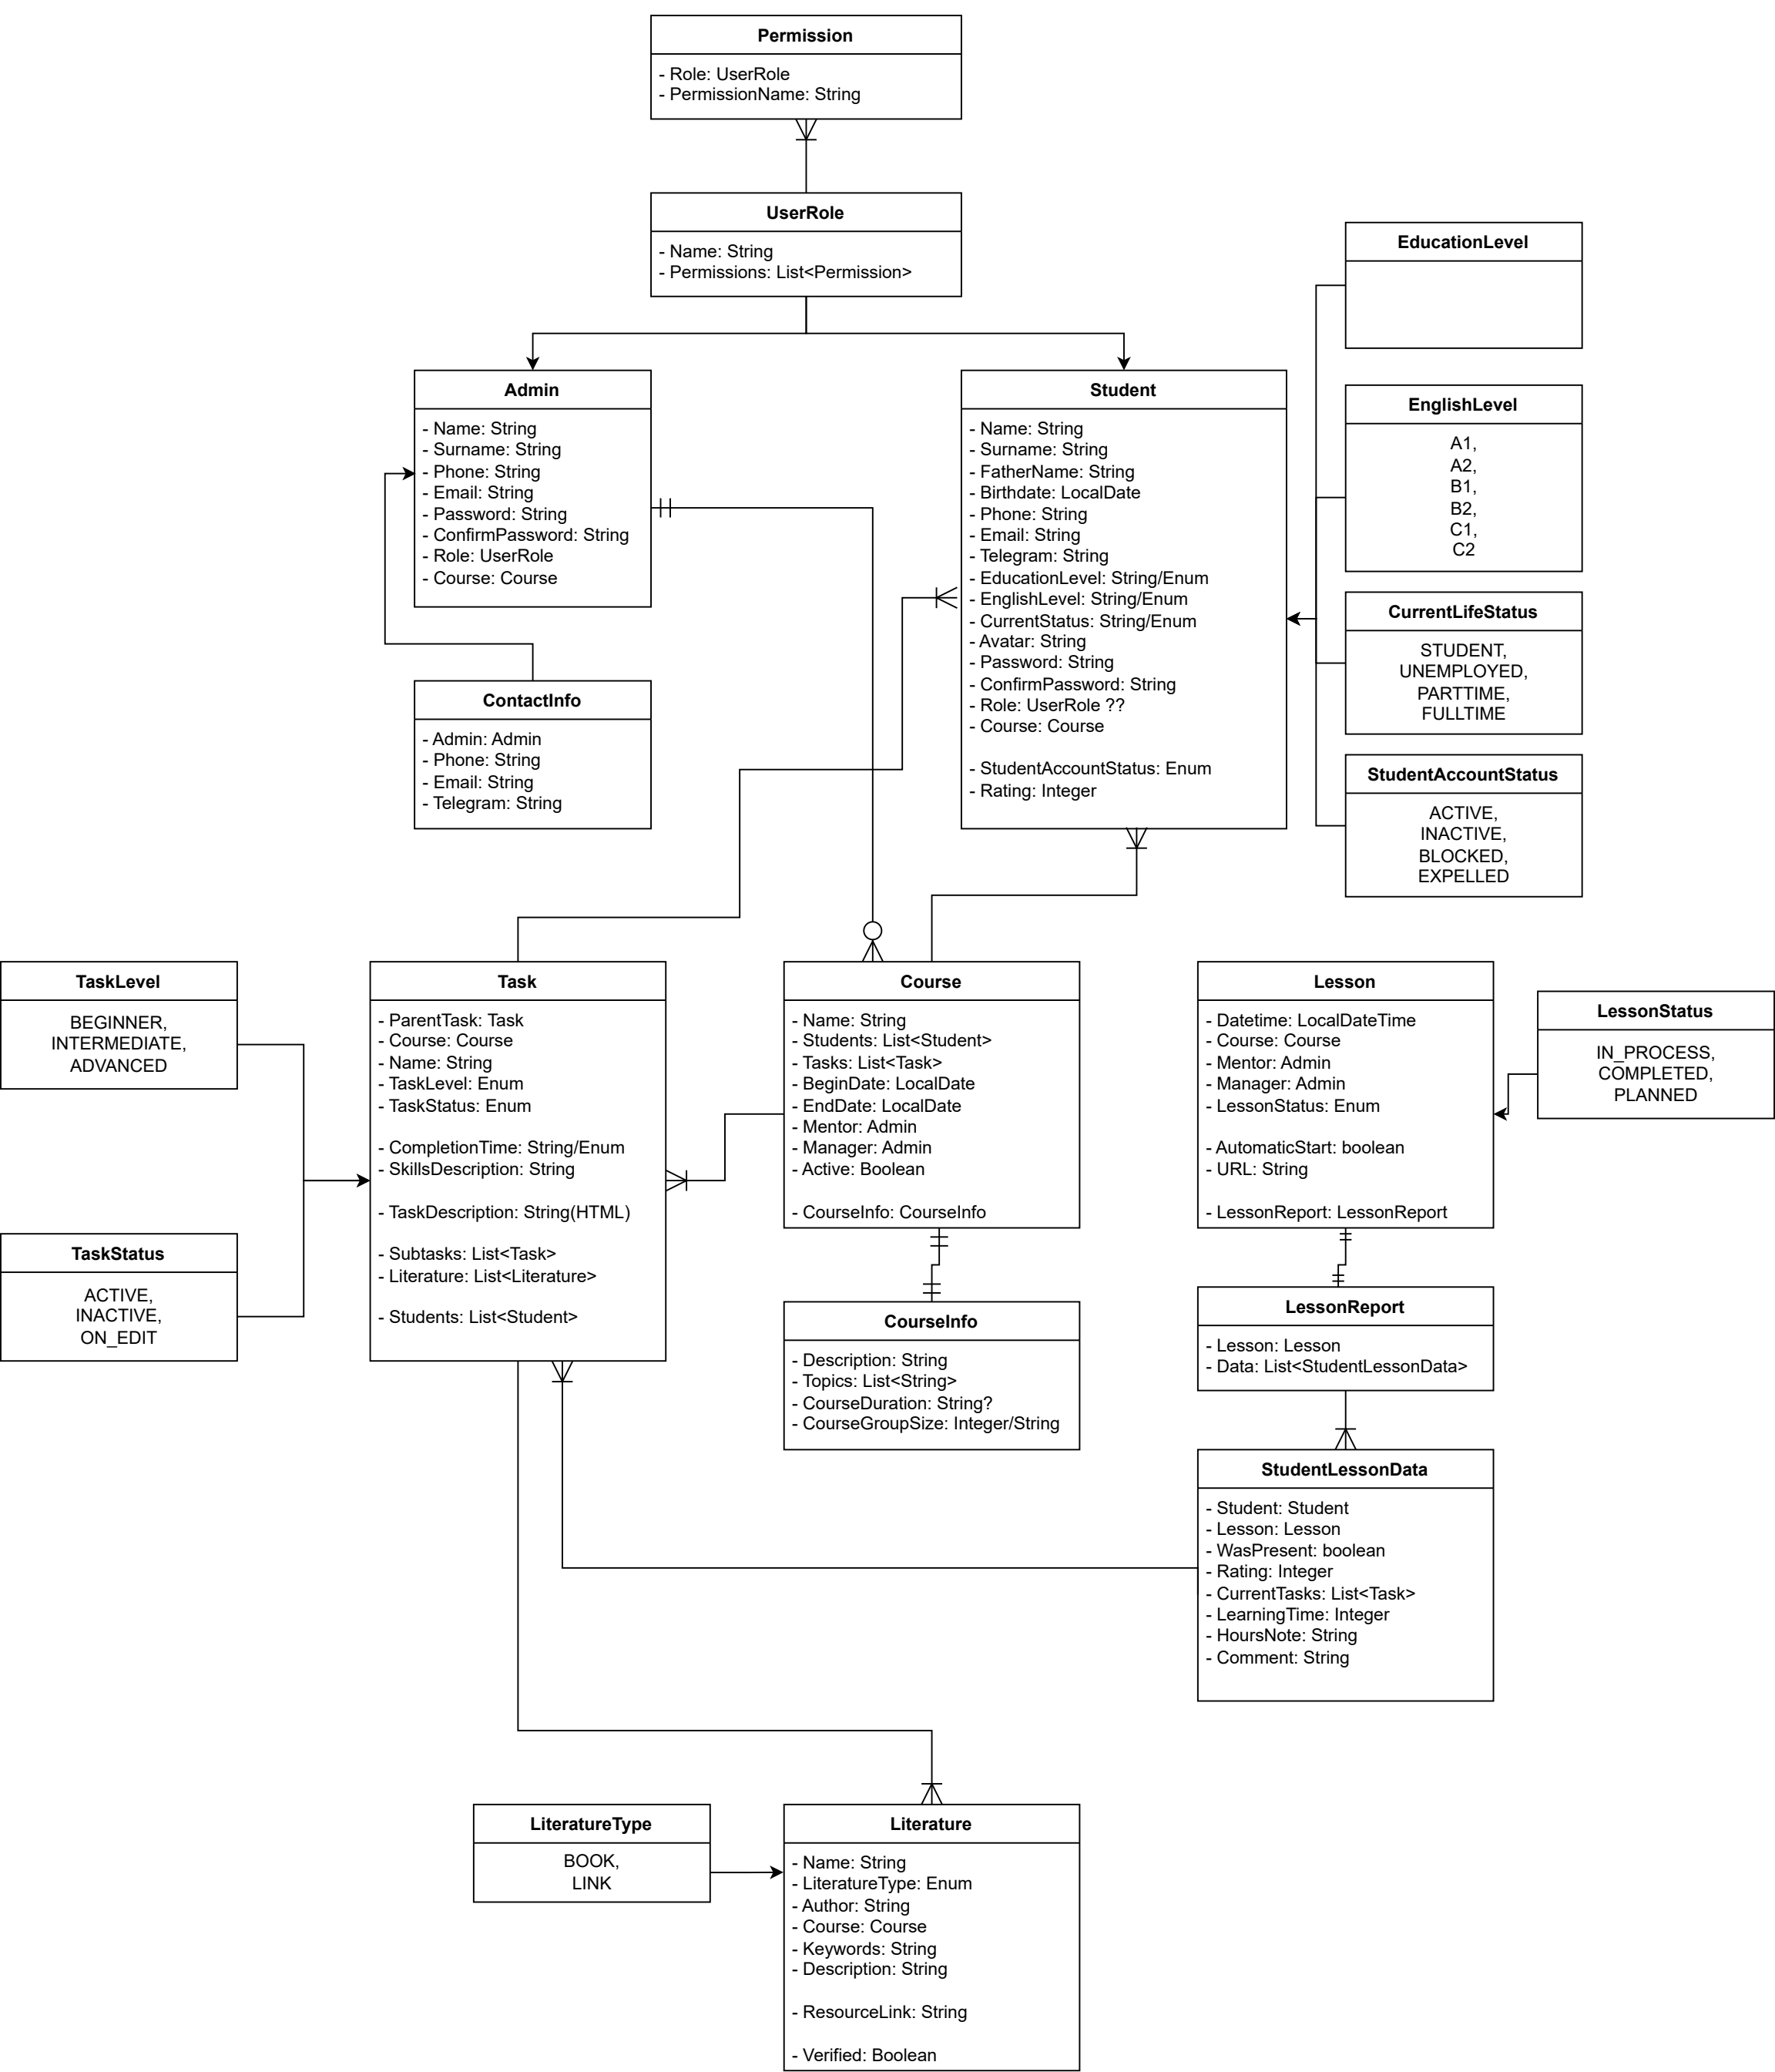 Permission
- Role: UserRole
- PermissionName: String
UserRole
- Name: String
- Permissions: List<Permission>
EducationLevel
Admin
- Name: String
- Surname: String
- Phone: String
- Email: String
- Password: String
- ConfirmPassword: String
- Role: UserRole
- Course: Course
Student
- Name: String
- Surname: String
- FatherName: String
- Birthdate: LocalDate
- Phone: String
- Email: String
- Telegram: String
- EducationLevel: String/Enum
- EnglishLevel: String/Enum
- CurrentStatus: String/Enum
- Avatar: String
- Password: String
- ConfirmPassword: String
- Role: UserRole ??
- Course: Course
- StudentAccountStatus: Enum
- Rating: Integer
EnglishLevel
A1,
A2,
B1,
B2,
C1,
C2
CurrentLifeStatus
STUDENT,
UNEMPLOYED,
PARTTIME,
FULLTIME
StudentAccountStatus
ACTIVE,
INACTIVE,
BLOCKED,
EXPELLED
ContactInfo
- Admin: Admin
- Phone: String
- Email: String
- Telegram: String
TaskLevel
BEGINNER,
INTERMEDIATE,
ADVANCED
TaskStatus
ACTIVE,
INACTIVE,
ON_EDIT
Task
- ParentTask: Task
- Course: Course
- Name: String
- TaskLevel: Enum
- TaskStatus: Enum
- CompletionTime: String/Enum
- SkillsDescription: String
- TaskDescription: String(HTML)
- Subtasks: List<Task>
- Literature: List<Literature>
- Students: List<Student>
Course
- Name: String
- Students: List<Student>
- Tasks: List<Task>
- BeginDate: LocalDate
- EndDate: LocalDate
- Mentor: Admin
- Manager: Admin
- Active: Boolean
- CourseInfo: CourseInfo
Lesson
- Datetime: LocalDateTime
- Course: Course
- Mentor: Admin
- Manager: Admin
- LessonStatus: Enum
- AutomaticStart: boolean
- URL: String
- LessonReport: LessonReport
LessonStatus
IN_PROCESS,
COMPLETED,
PLANNED
CourseInfo
- Description: String
- Topics: List<String>
- CourseDuration: String?
- CourseGroupSize: Integer/String
LessonReport
- Lesson: Lesson
- Data: List<StudentLessonData>
StudentLessonData
- Student: Student
- Lesson: Lesson
- WasPresent: boolean
- Rating: Integer
- CurrentTasks: List<Task>
- LearningTime: Integer
- HoursNote: String
- Comment: String
LiteratureType
BOOK,
LINK
Literature
- Name: String
- LiteratureType: Enum
- Author: String
- Course: Course
- Keywords: String
- Description: String
- ResourceLink: String
- Verified: Boolean